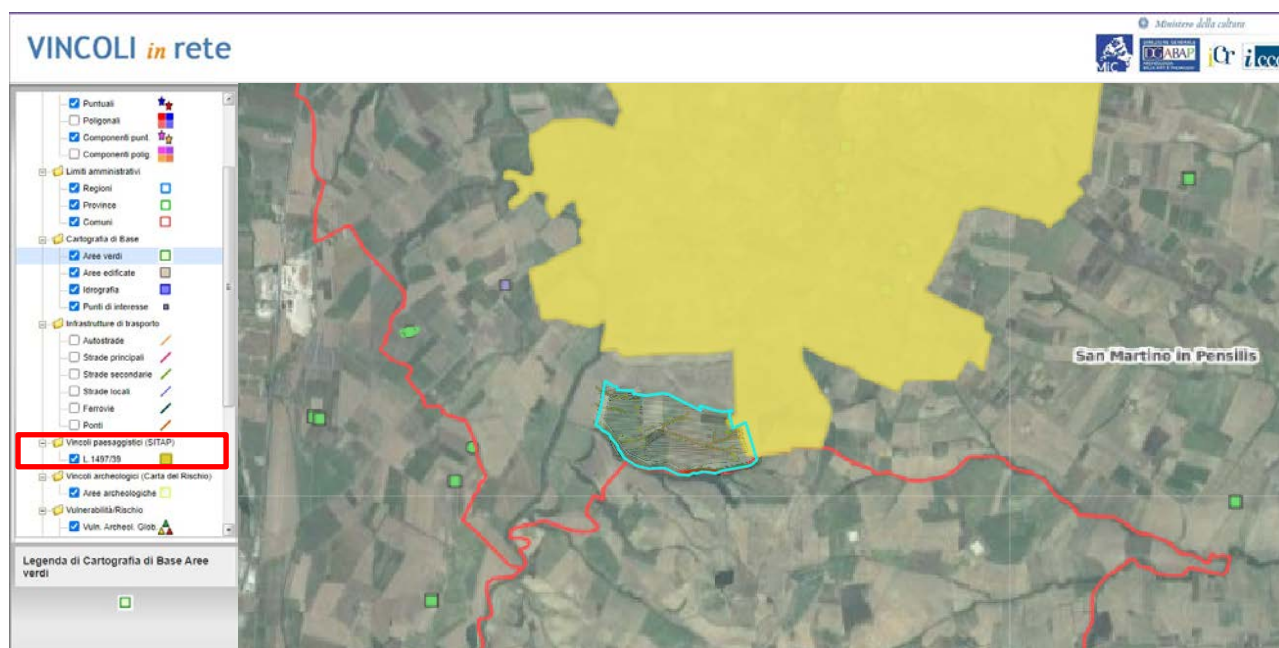 VINCOLI in rete
Ministero della cultura
MiC
DGABAP
iCr
Puntuali
Poligonali
Componenti punt.
Componenti polig.
Limiti amministrativi
Regioni
Province
Comuni
Cartografia di Base
Aree verdi
Aree edificate
Idrografia
Punti di interesse
Infrastrutture di trasporto
Autostrade
Strade principali
Strade secondarie
Strade locali
Ferrovie
Ponti
Vincoli paesaggistici (SITAP)
L. 1497/39
Vincoli archeologici (Carta del Rischio)
Aree archeologiche
Vulnerabilità/Rischio
Vuln. Archeol. Glob.
Legenda di Cartografia di Base Aree
verdi
San Martino in Pensilis